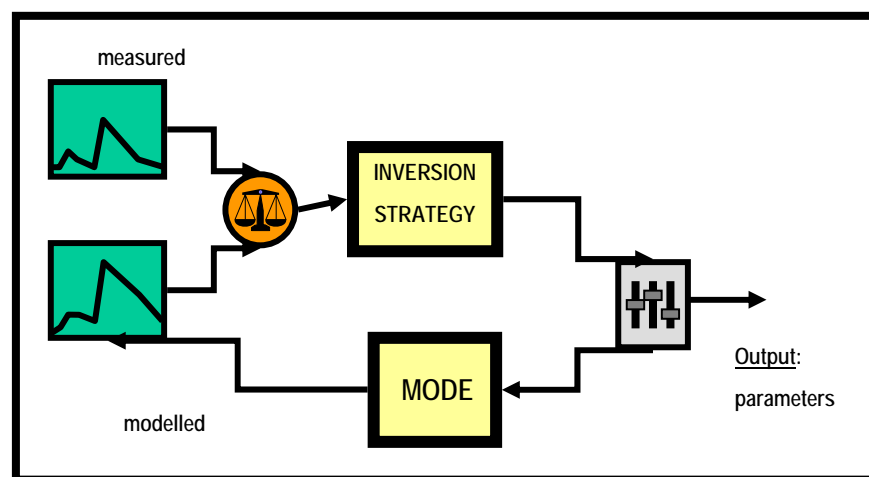 measured
INVERSION
STRATEGY
MODE
Output:
parameters
modelled